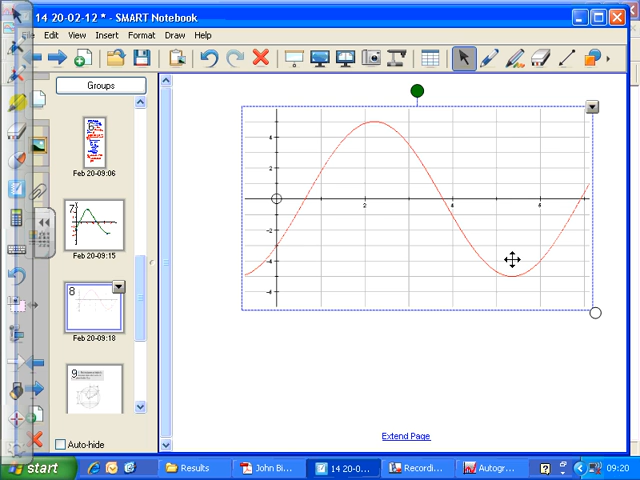 14 20-02-12 * - SMART Notebook
File Edit View Insert Format Draw Help
Groups
Feb 20-09:06
7
Feb 20-09:15
8
Feb 20-09:18
9
Auto-hide
4
2
2
4
6
-2
-4
Extend Page
start
Results
John Bi...
14 20-0...
Recordi...
Autogr...
?
09:20